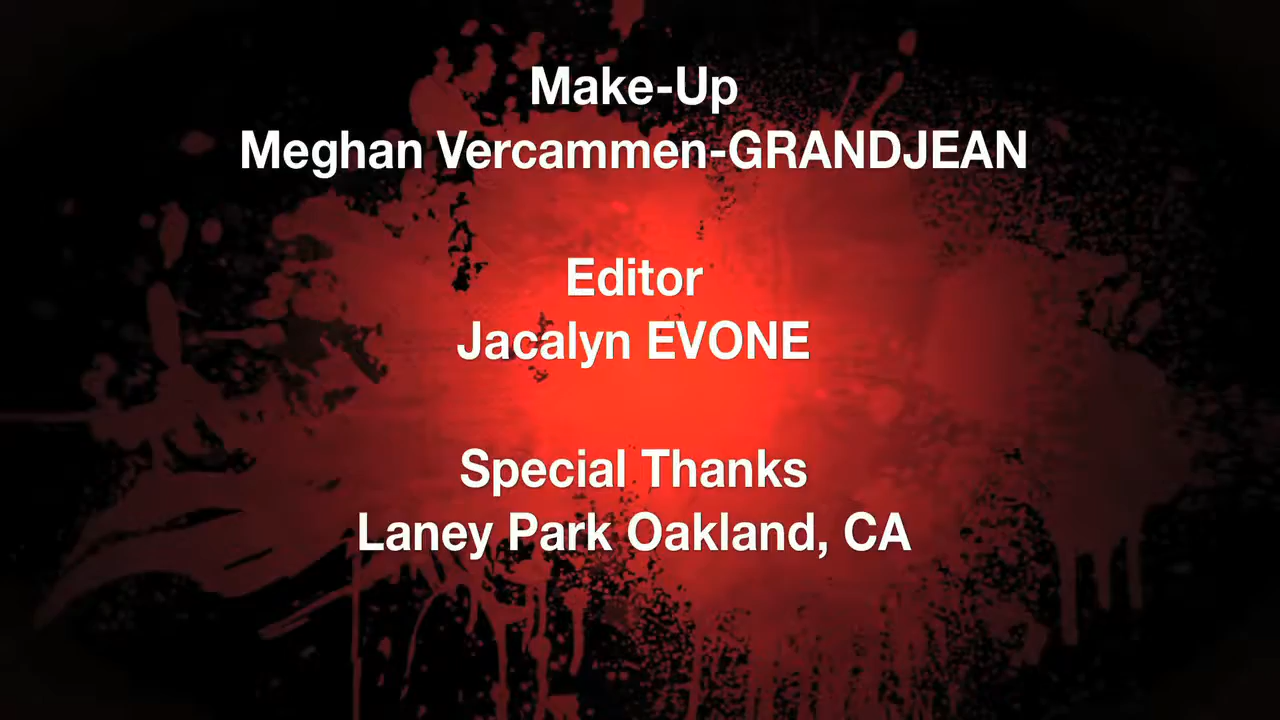 Make-Up
Meghan Vercammen-GRANDJEAN
Editor
Jacalyn EVONE
Special Thanks
Laney Park Oakland, CA